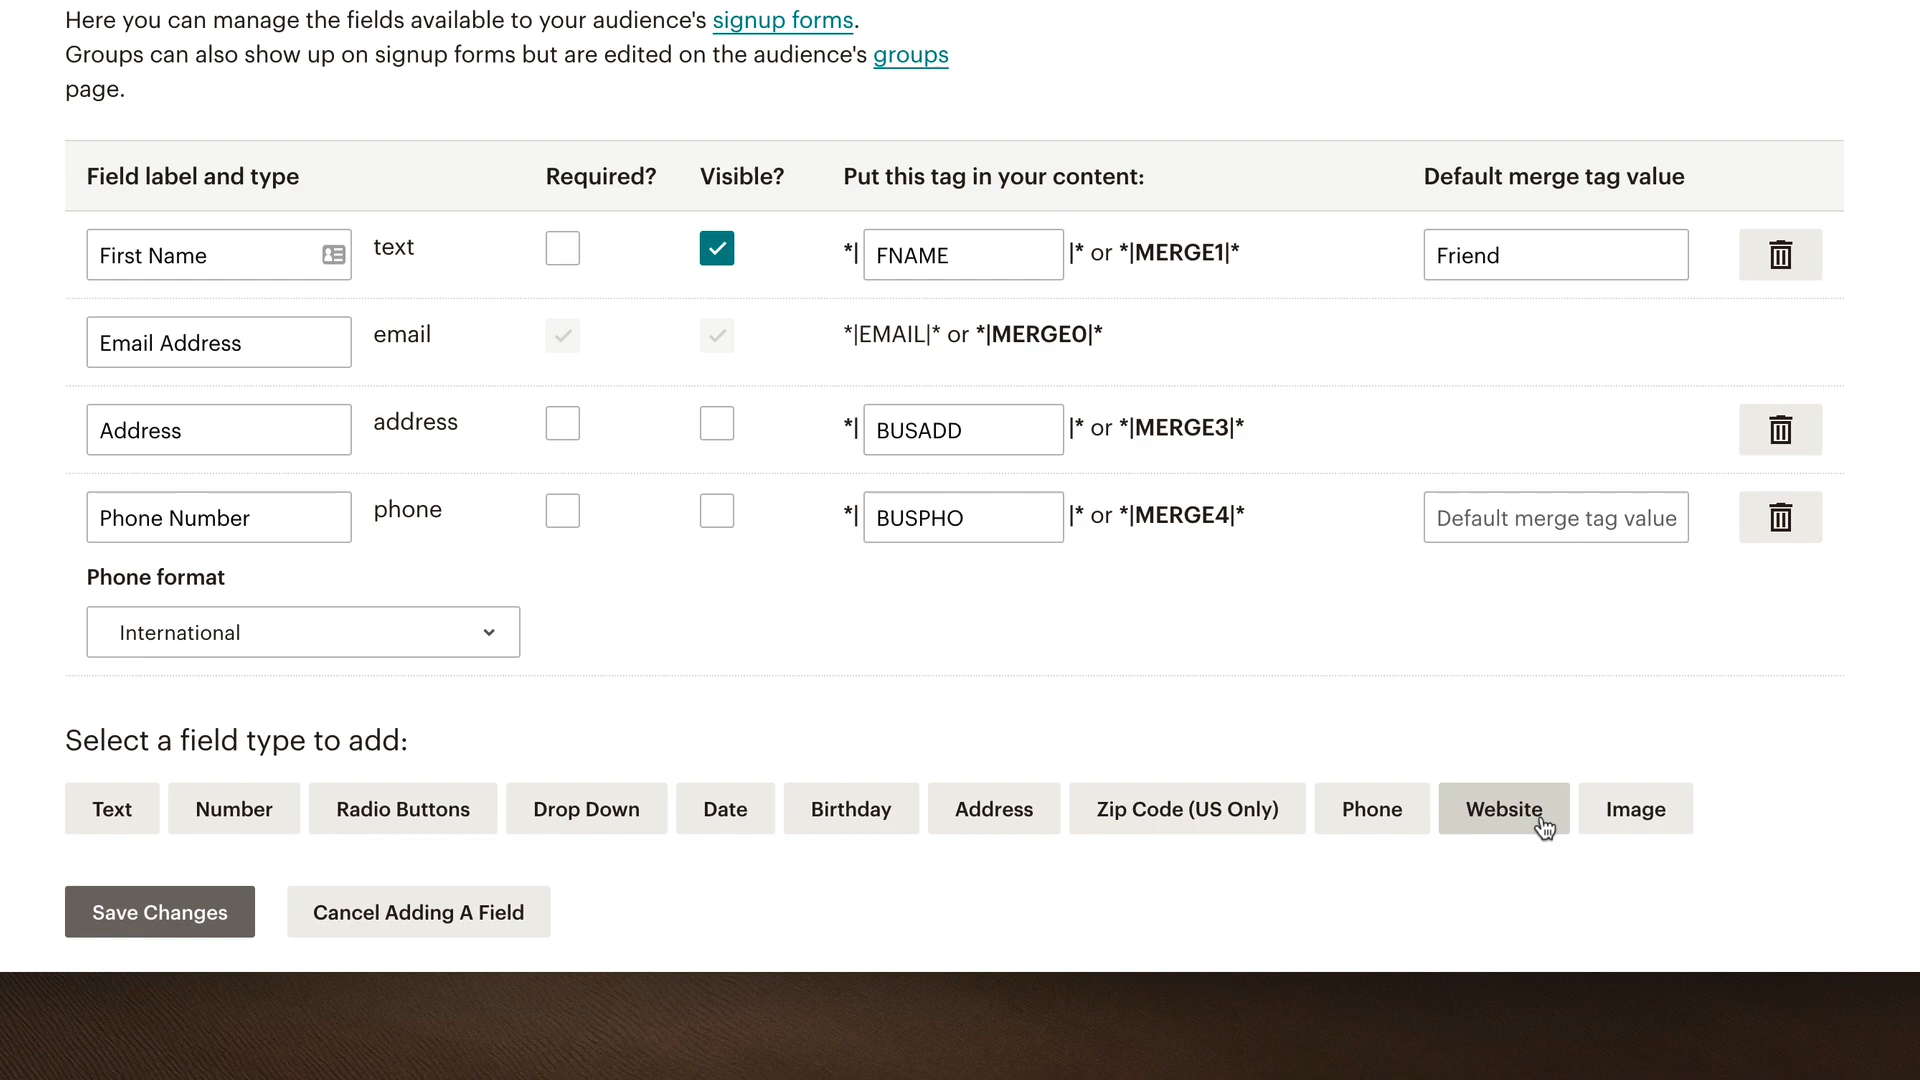 Here you can manage the fields available to your audience's signup forms.
Groups can also show up on signup forms but are edited on the audience's groups
page.
Field label and type Required? Visible? Put this tag in your content: Default merge tag value
First Name text *| FNAME |* or *|MERGE1|* Friend
Email Address email *|EMAIL|* or *|MERGE0|*
Address address *| BUSADD |* or *|MERGE3|*
Phone Number phone *| BUSPHO |* or *|MERGE4|* Default merge tag value
Phone format
International
Select a field type to add:
Text Number Radio Buttons Drop Down Date Birthday Address Zip Code (US Only) Phone Website Image
Save Changes Cancel Adding A Field